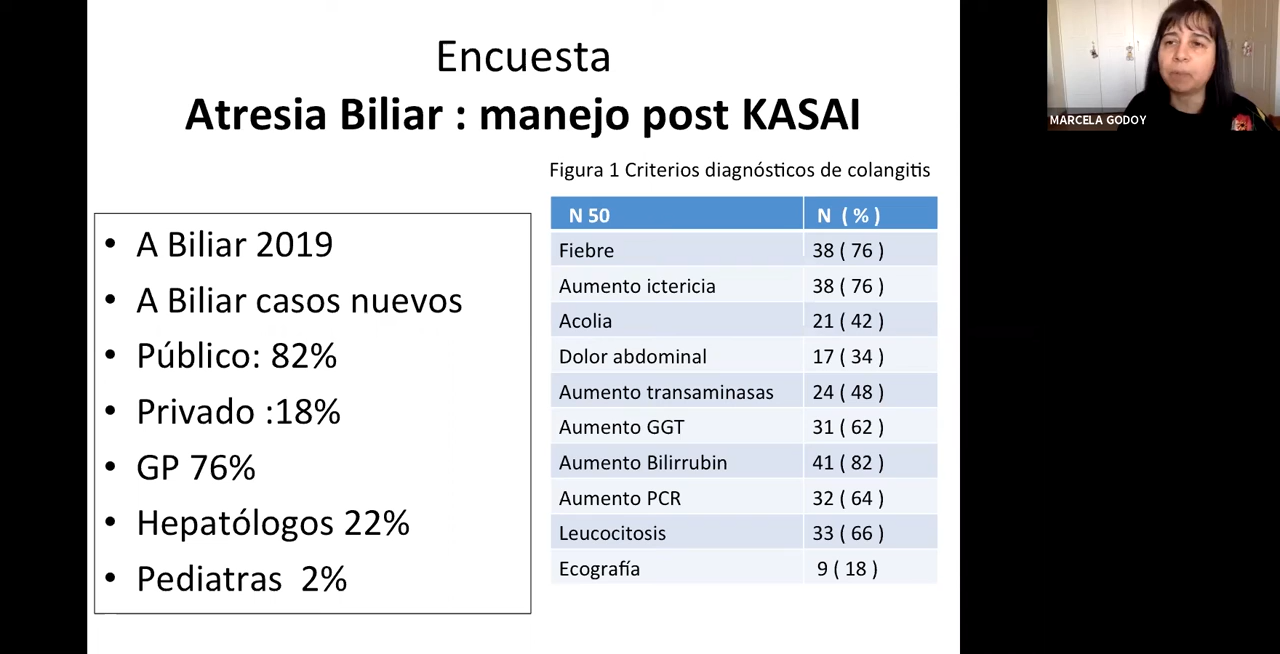 Encuesta
Atresia Biliar : manejo post KASAI
MARCELA GODOY
• A Biliar 2019
• A Biliar casos nuevos
• Público: 82%
• Privado :18%
• GP 76%
• Hepatólogos 22%
• Pediatras 2%
Figura 1 Criterios diagnósticos de colangitis
N 50 N ( % )
Fiebre 38 ( 76 )
Aumento ictericia 38 ( 76 )
Acolia 21 ( 42 )
Dolor abdominal 17 ( 34 )
Aumento transaminasas 24 ( 48 )
Aumento GGT 31 ( 62 )
Aumento Bilirrubin 41 ( 82 )
Aumento PCR 32 ( 64 )
Leucocitosis 33 ( 66 )
Ecografía 9 ( 18 )